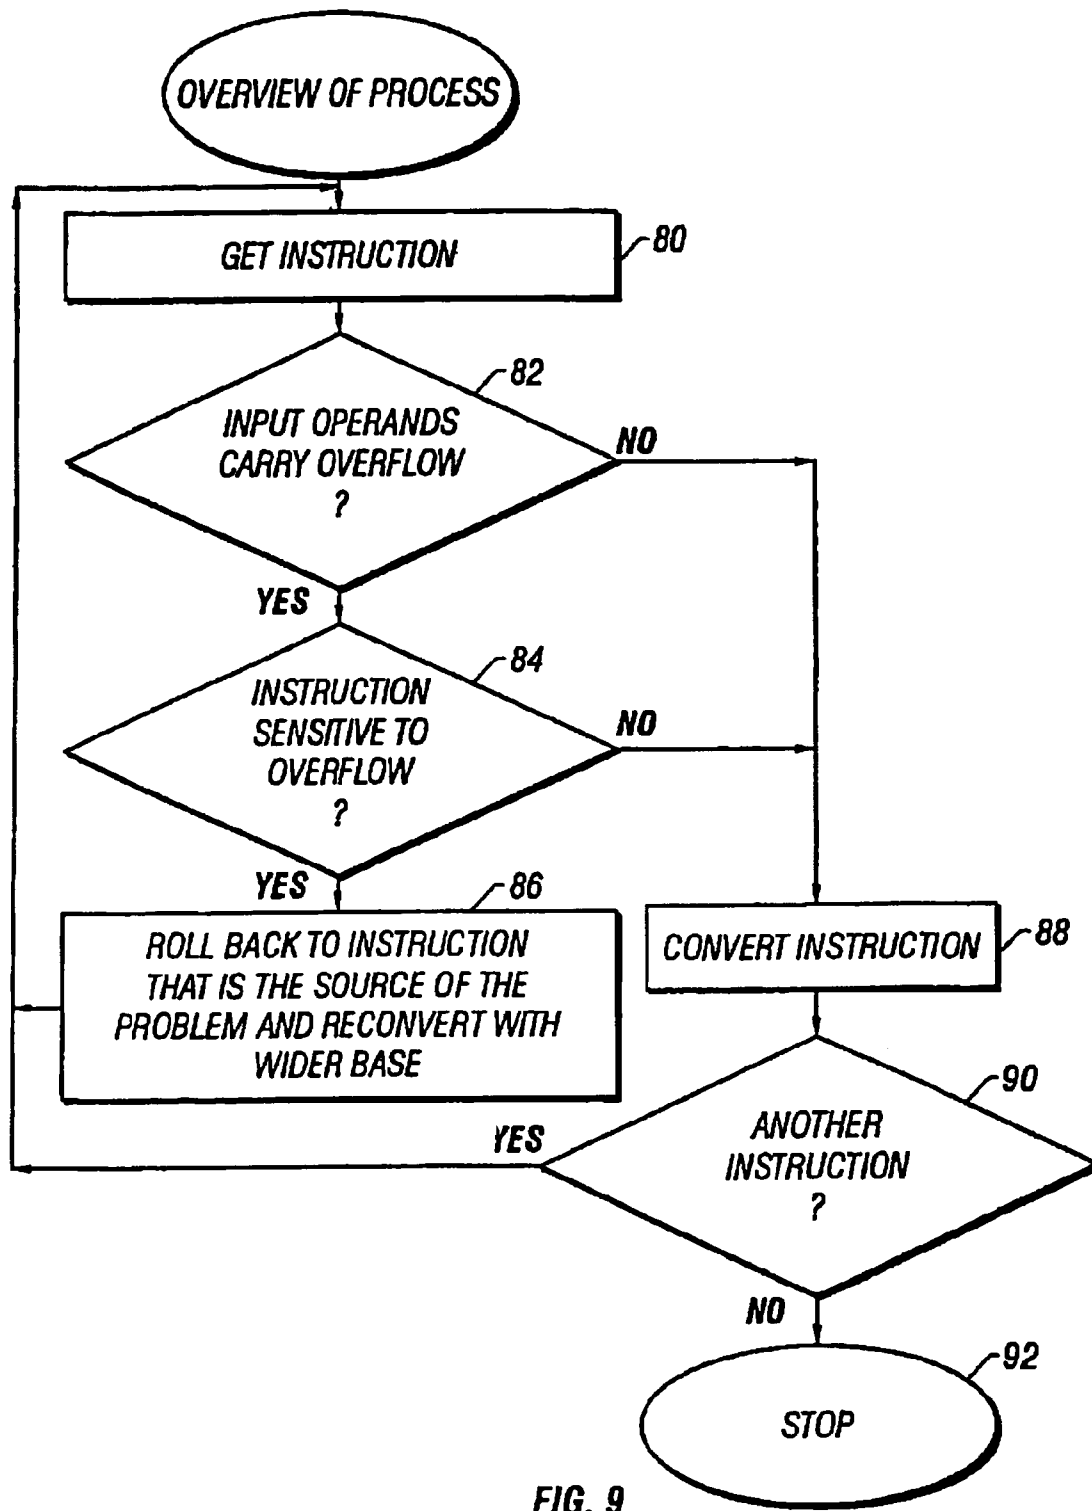 OVERVIEW OF PROCESS
GET INSTRUCTION
80
82
INPUT OPERANDS
CARRY OVERFLOW
?
NO
YES
84
INSTRUCTION
SENSITIVE TO
OVERFLOW
?
NO
YES
86
ROLL BACK TO INSTRUCTION
THAT IS THE SOURCE OF THE
PROBLEM AND RECONVERT WITH
WIDER BASE
CONVERT INSTRUCTION
88
90
ANOTHER
INSTRUCTION
?
YES
NO
92
STOP
FIG. 9